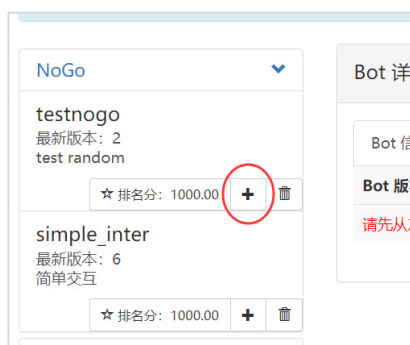 NoGo
testnogo
最新版本：2
test random
排名分：1000.00
simple_inter
最新版本：6
简单交互
排名分：1000.00
Bot 详
Bot 信
Bot 版
请先从